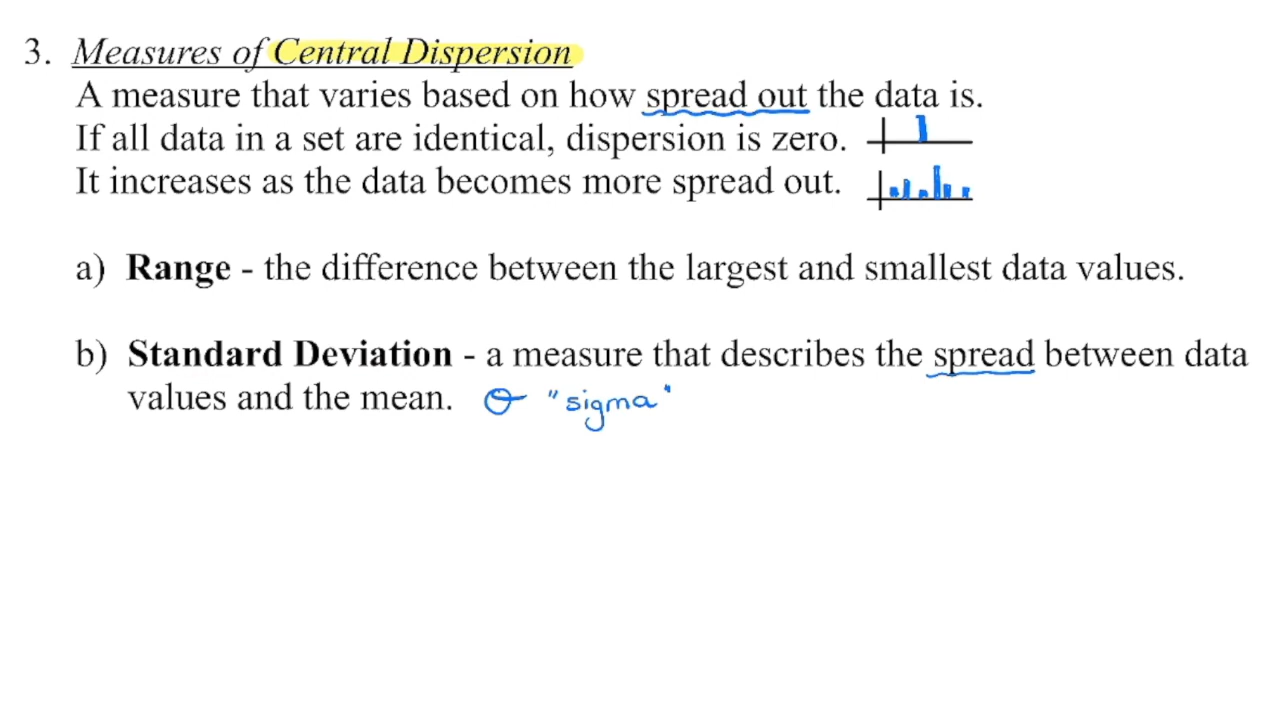 3. Measures of Central Dispersion
A measure that varies based on how spread out the data is.
If all data in a set are identical, dispersion is zero.
It increases as the data becomes more spread out.
a) Range - the difference between the largest and smallest data values.
b) Standard Deviation - a measure that describes the spread between data
values and the mean. σ "sigma"